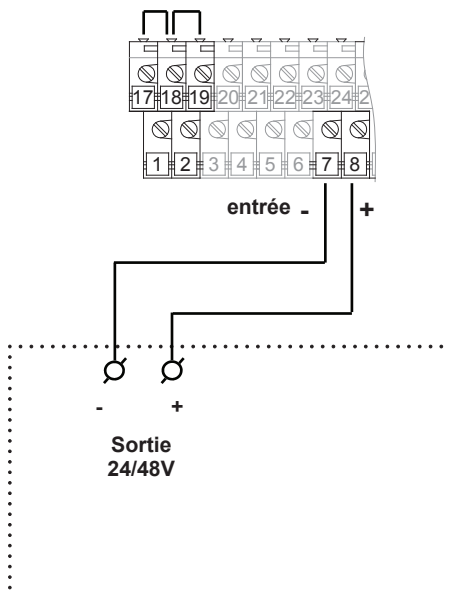 17 18 19 20 21 22 23 24 2
1 2 3 4 5 6 7 8
entrée - +
- +
Sortie
24/48V